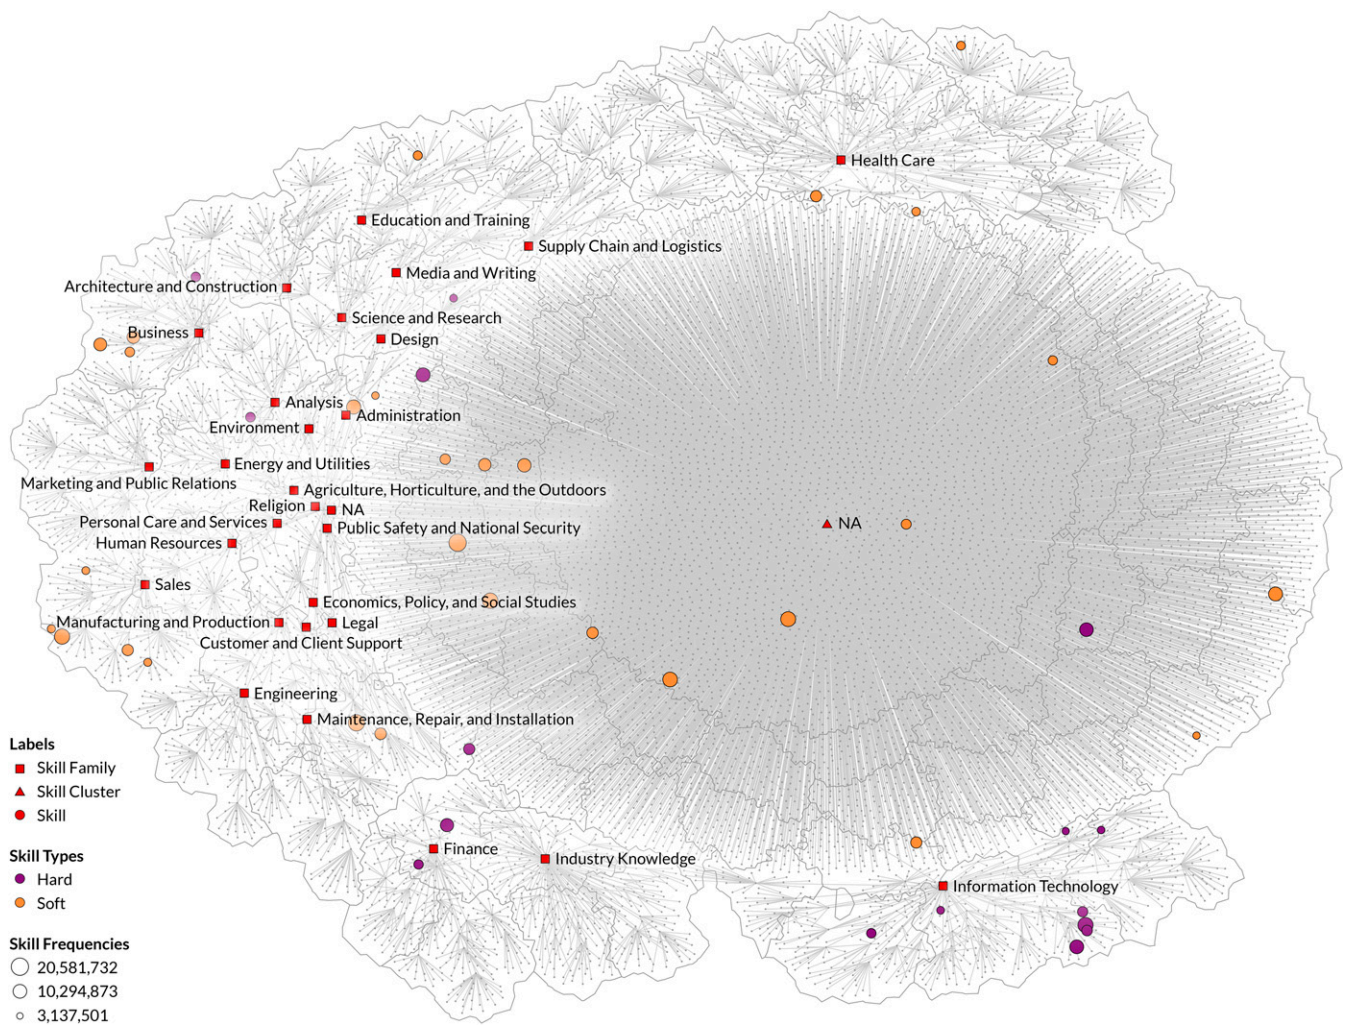 Health Care
Education and Training
Supply Chain and Logistics
Media and Writing
Architecture and Construction
Science and Research
Business
Design
Analysis
Administration
Environment
Energy and Utilities
Marketing and Public Relations
Agriculture, Horticulture, and the Outdoors
Religion
NA
Personal Care and Services
Public Safety and National Security
NA
Human Resources
Sales
Economics, Policy, and Social Studies
Manufacturing and Production
Legal
Customer and Client Support
Engineering
Maintenance, Repair, and Installation
Finance
Industry Knowledge
Information Technology
Labels
Skill Family
Skill Cluster
Skill
Skill Types
Hard
Soft
Skill Frequencies
20,581,732
10,294,873
3,137,501